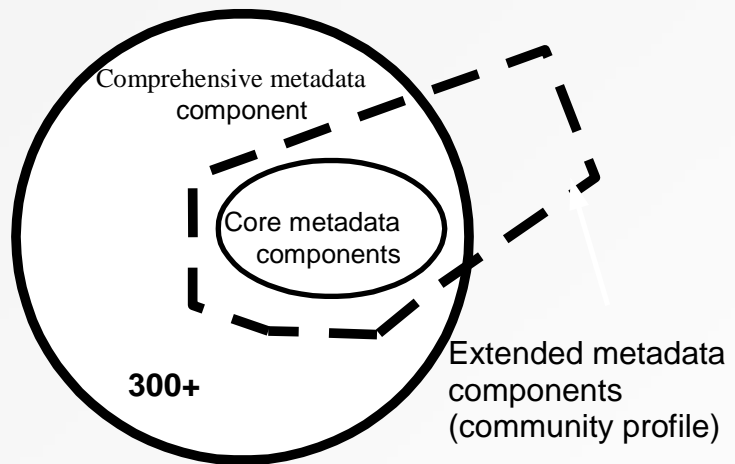 Comprehensive metadata
component
Core metadata
components
300+
Extended metadata
components
(community profile)